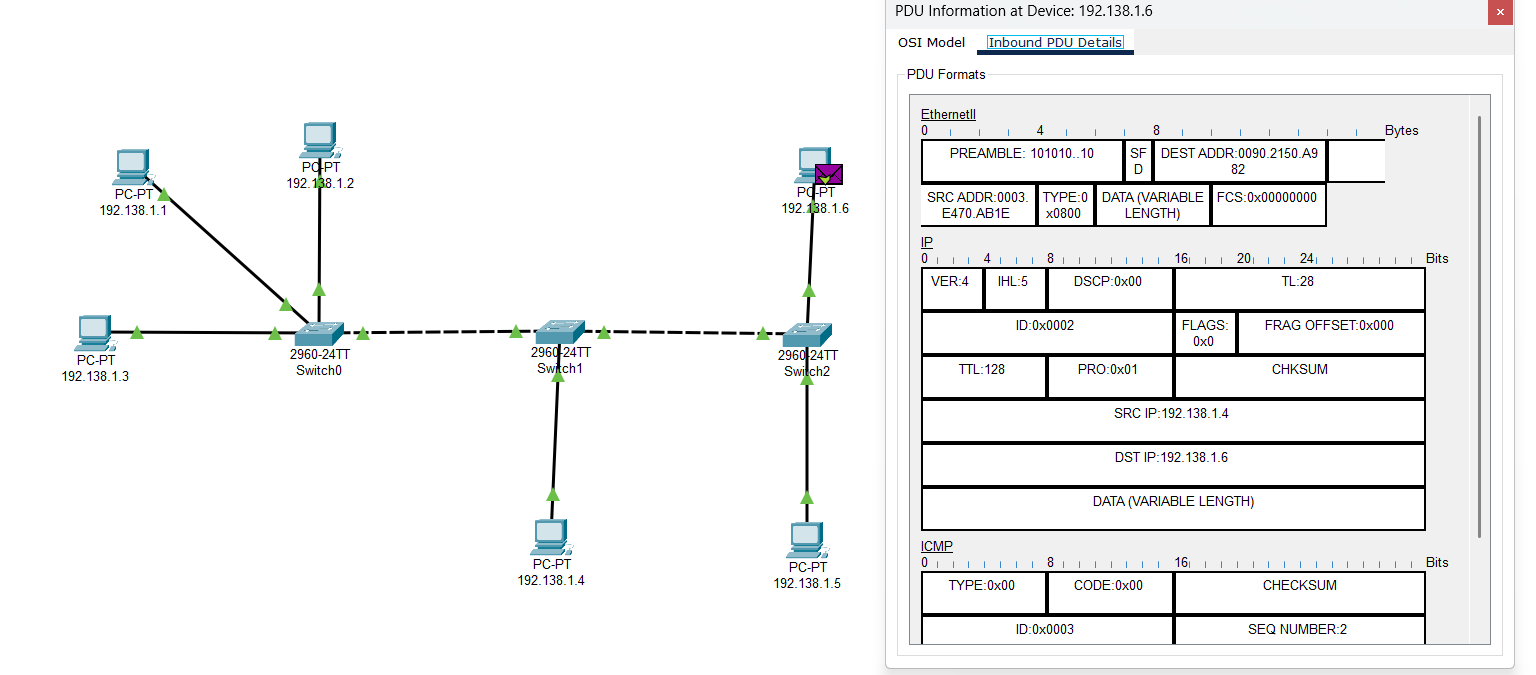 PC-PT
192.138.1.1
PC-PT
192.138.1.2
PC-PT
192.138.1.3
2960-24TT
Switch0
2960-24TT
Switch1
PC-PT
192.138.1.4
PC-PT
192.138.1.6
2960-24TT
Switch2
PC-PT
192.138.1.5
PDU Information at Device: 192.138.1.6
×
OSI Model Inbound PDU Details
PDU Formats
EthernetII
0 4 8 Bytes
PREAMBLE: 101010..10
SF
D
DEST ADDR:0090.2150.A9
82
SRC ADDR:0003.
E470.AB1E
TYPE:0
x0800
DATA (VARIABLE
LENGTH)
FCS:0x00000000
IP
0 4 8 16 20 24 Bits
VER:4 IHL:5 DSCP:0x00 TL:28
ID:0x0002
FLAGS:
0x0
FRAG OFFSET:0x000
TTL:128 PRO:0x01 CHKSUM
SRC IP:192.138.1.4
DST IP:192.138.1.6
DATA (VARIABLE LENGTH)
ICMP
0 8 16 Bits
TYPE:0x00 CODE:0x00 CHECKSUM
ID:0x0003 SEQ NUMBER:2